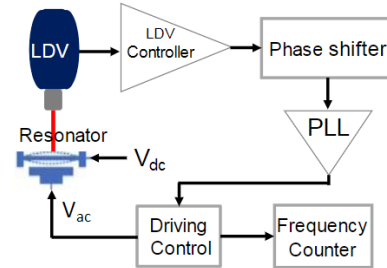 LDV
LDV
Controller
Phase shifter
Resonator
PLL
Vdc
Vac
Driving
Control
Frequency
Counter